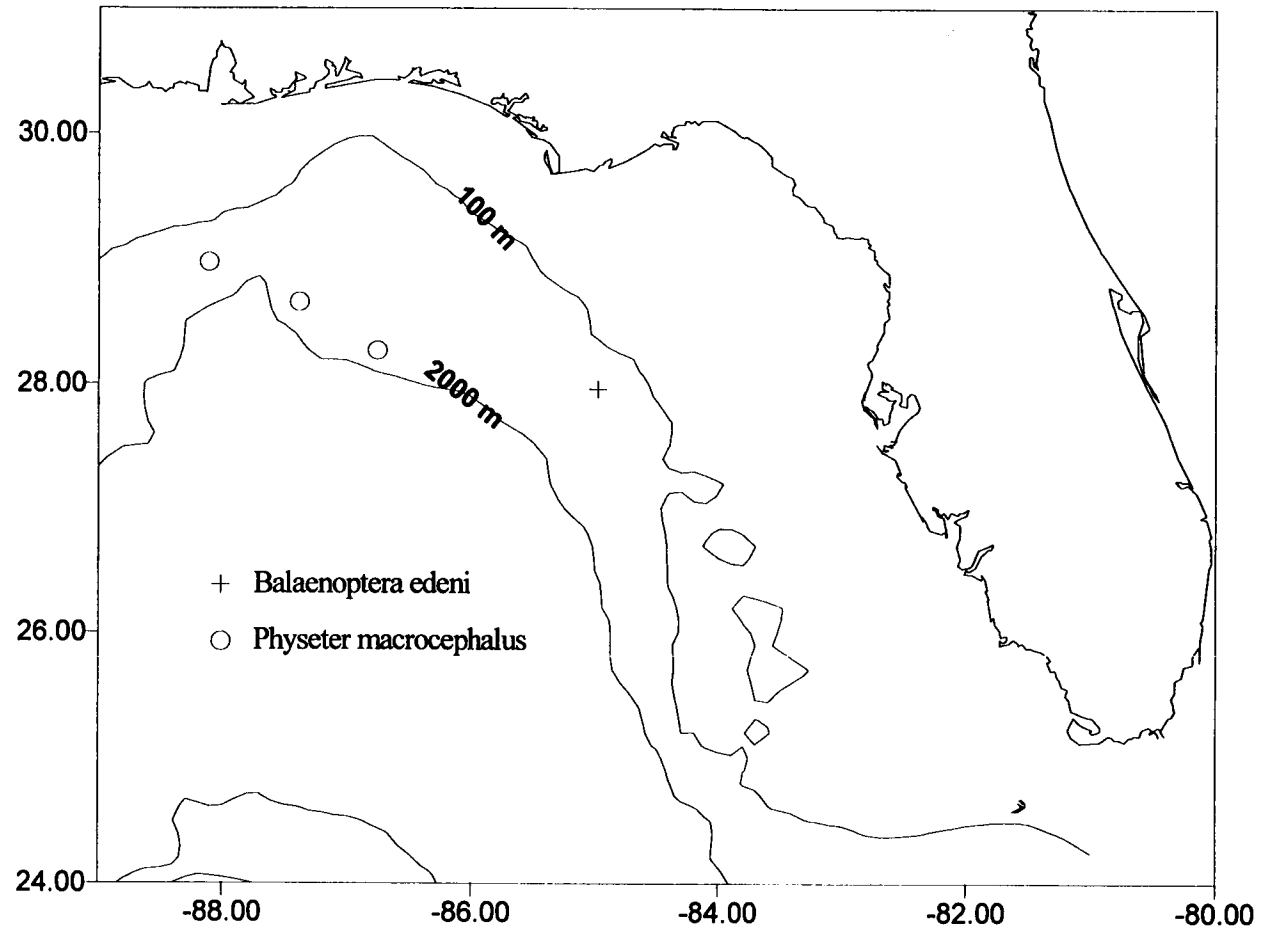 30.00
100 m
28.00
2000 m
+ Balaenoptera edeni
26.00
○ Physeter macrocephalus
24.00
-88.00 -86.00 -84.00 -82.00 -80.00